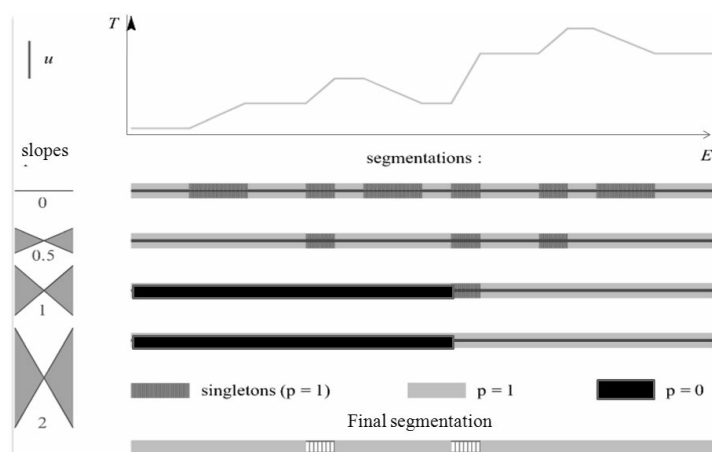 T
u
slopes
E
segmentations :
0
0.5
1
2
singletons (p = 1)
p = 1
p = 0
Final segmentation